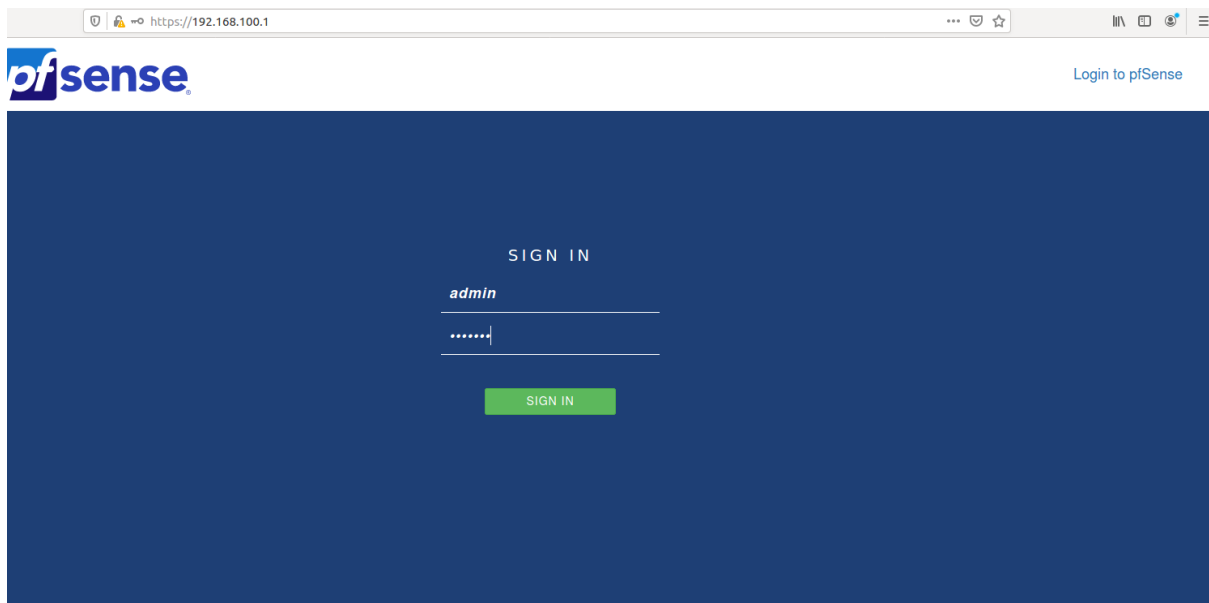 https://192.168.100.1
pfsense
Login to pfSense
SIGN IN
admin
•••••••
SIGN IN